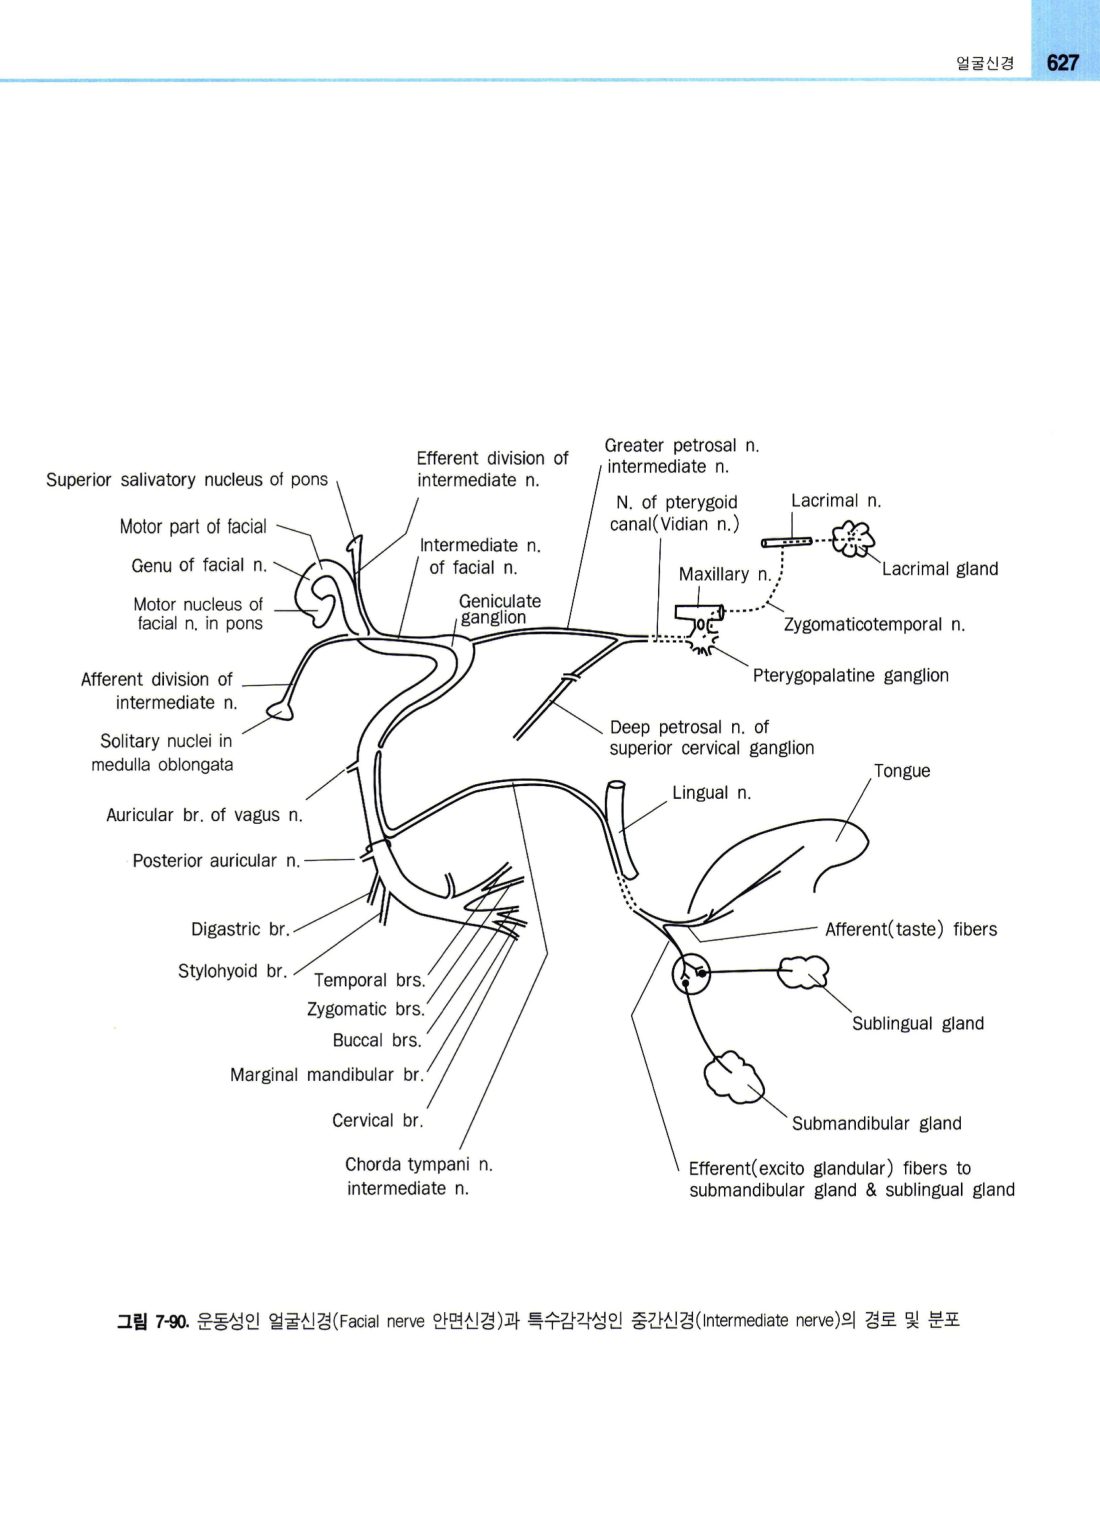 얼굴신경 627
Greater petrosal n.
intermediate n.
Efferent division of
intermediate n.
Superior salivatory nucleus of pons
N. of pterygoid
canal(Vidian n.)
Lacrimal n.
Motor part of facial
Intermediate n.
of facial n.
Genu of facial n.
Maxillary n.
Lacrimal gland
Motor nucleus of
facial n. in pons
Geniculate
ganglion
Zygomaticotemporal n.
Afferent division of
intermediate n.
Pterygopalatine ganglion
Solitary nuclei in
medulla oblongata
Deep petrosal n. of
superior cervical ganglion
Tongue
Lingual n.
Auricular br. of vagus n.
Posterior auricular n.
Digastric br.
Afferent(taste) fibers
Stylohyoid br.
Temporal brs.
Zygomatic brs.
Sublingual gland
Buccal brs.
Marginal mandibular br.
Cervical br.
Submandibular gland
Chorda tympani n.
intermediate n.
Efferent(excito glandular) fibers to
submandibular gland & sublingual gland
그림 7-90. 운동성인 얼굴신경(Facial nerve 안면신경)과 특수감각성인 중간신경(Intermediate nerve)의 경로 및 분포